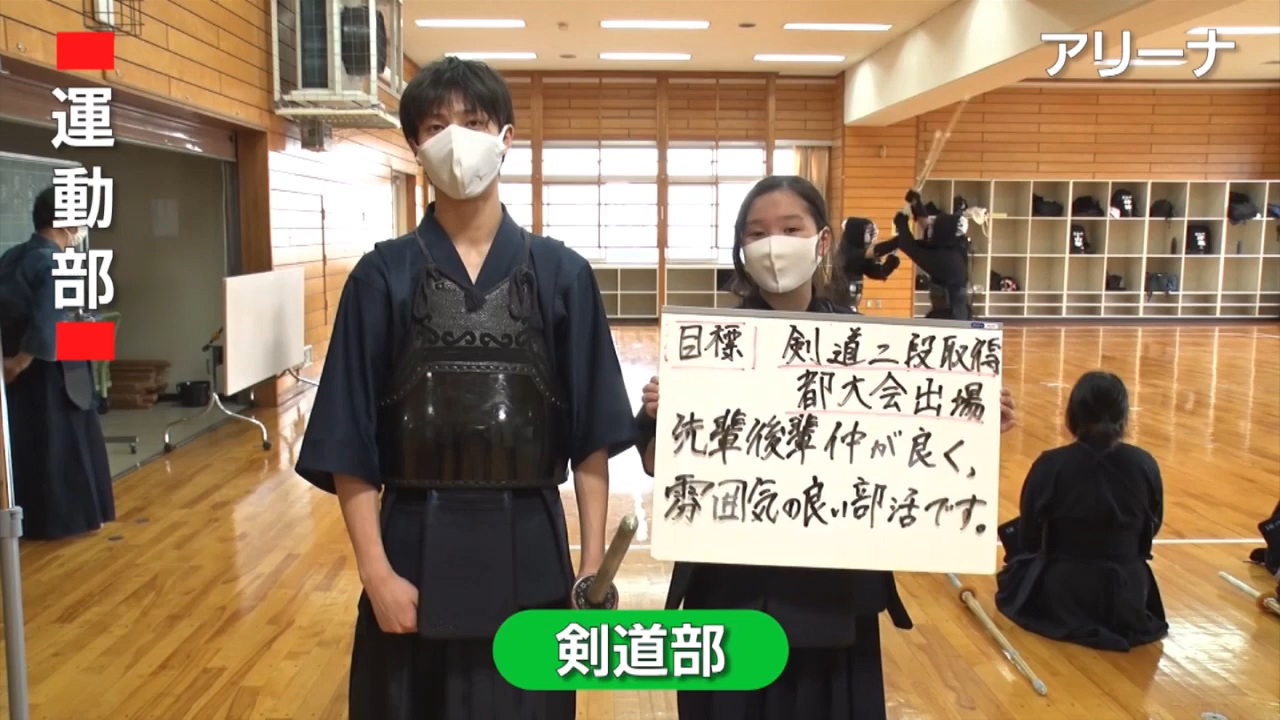 運動部
アリーナ
目標 剣道二段取得
都大会出場
先輩後輩仲が良く、
雰囲気の良い部活です。
剣道部